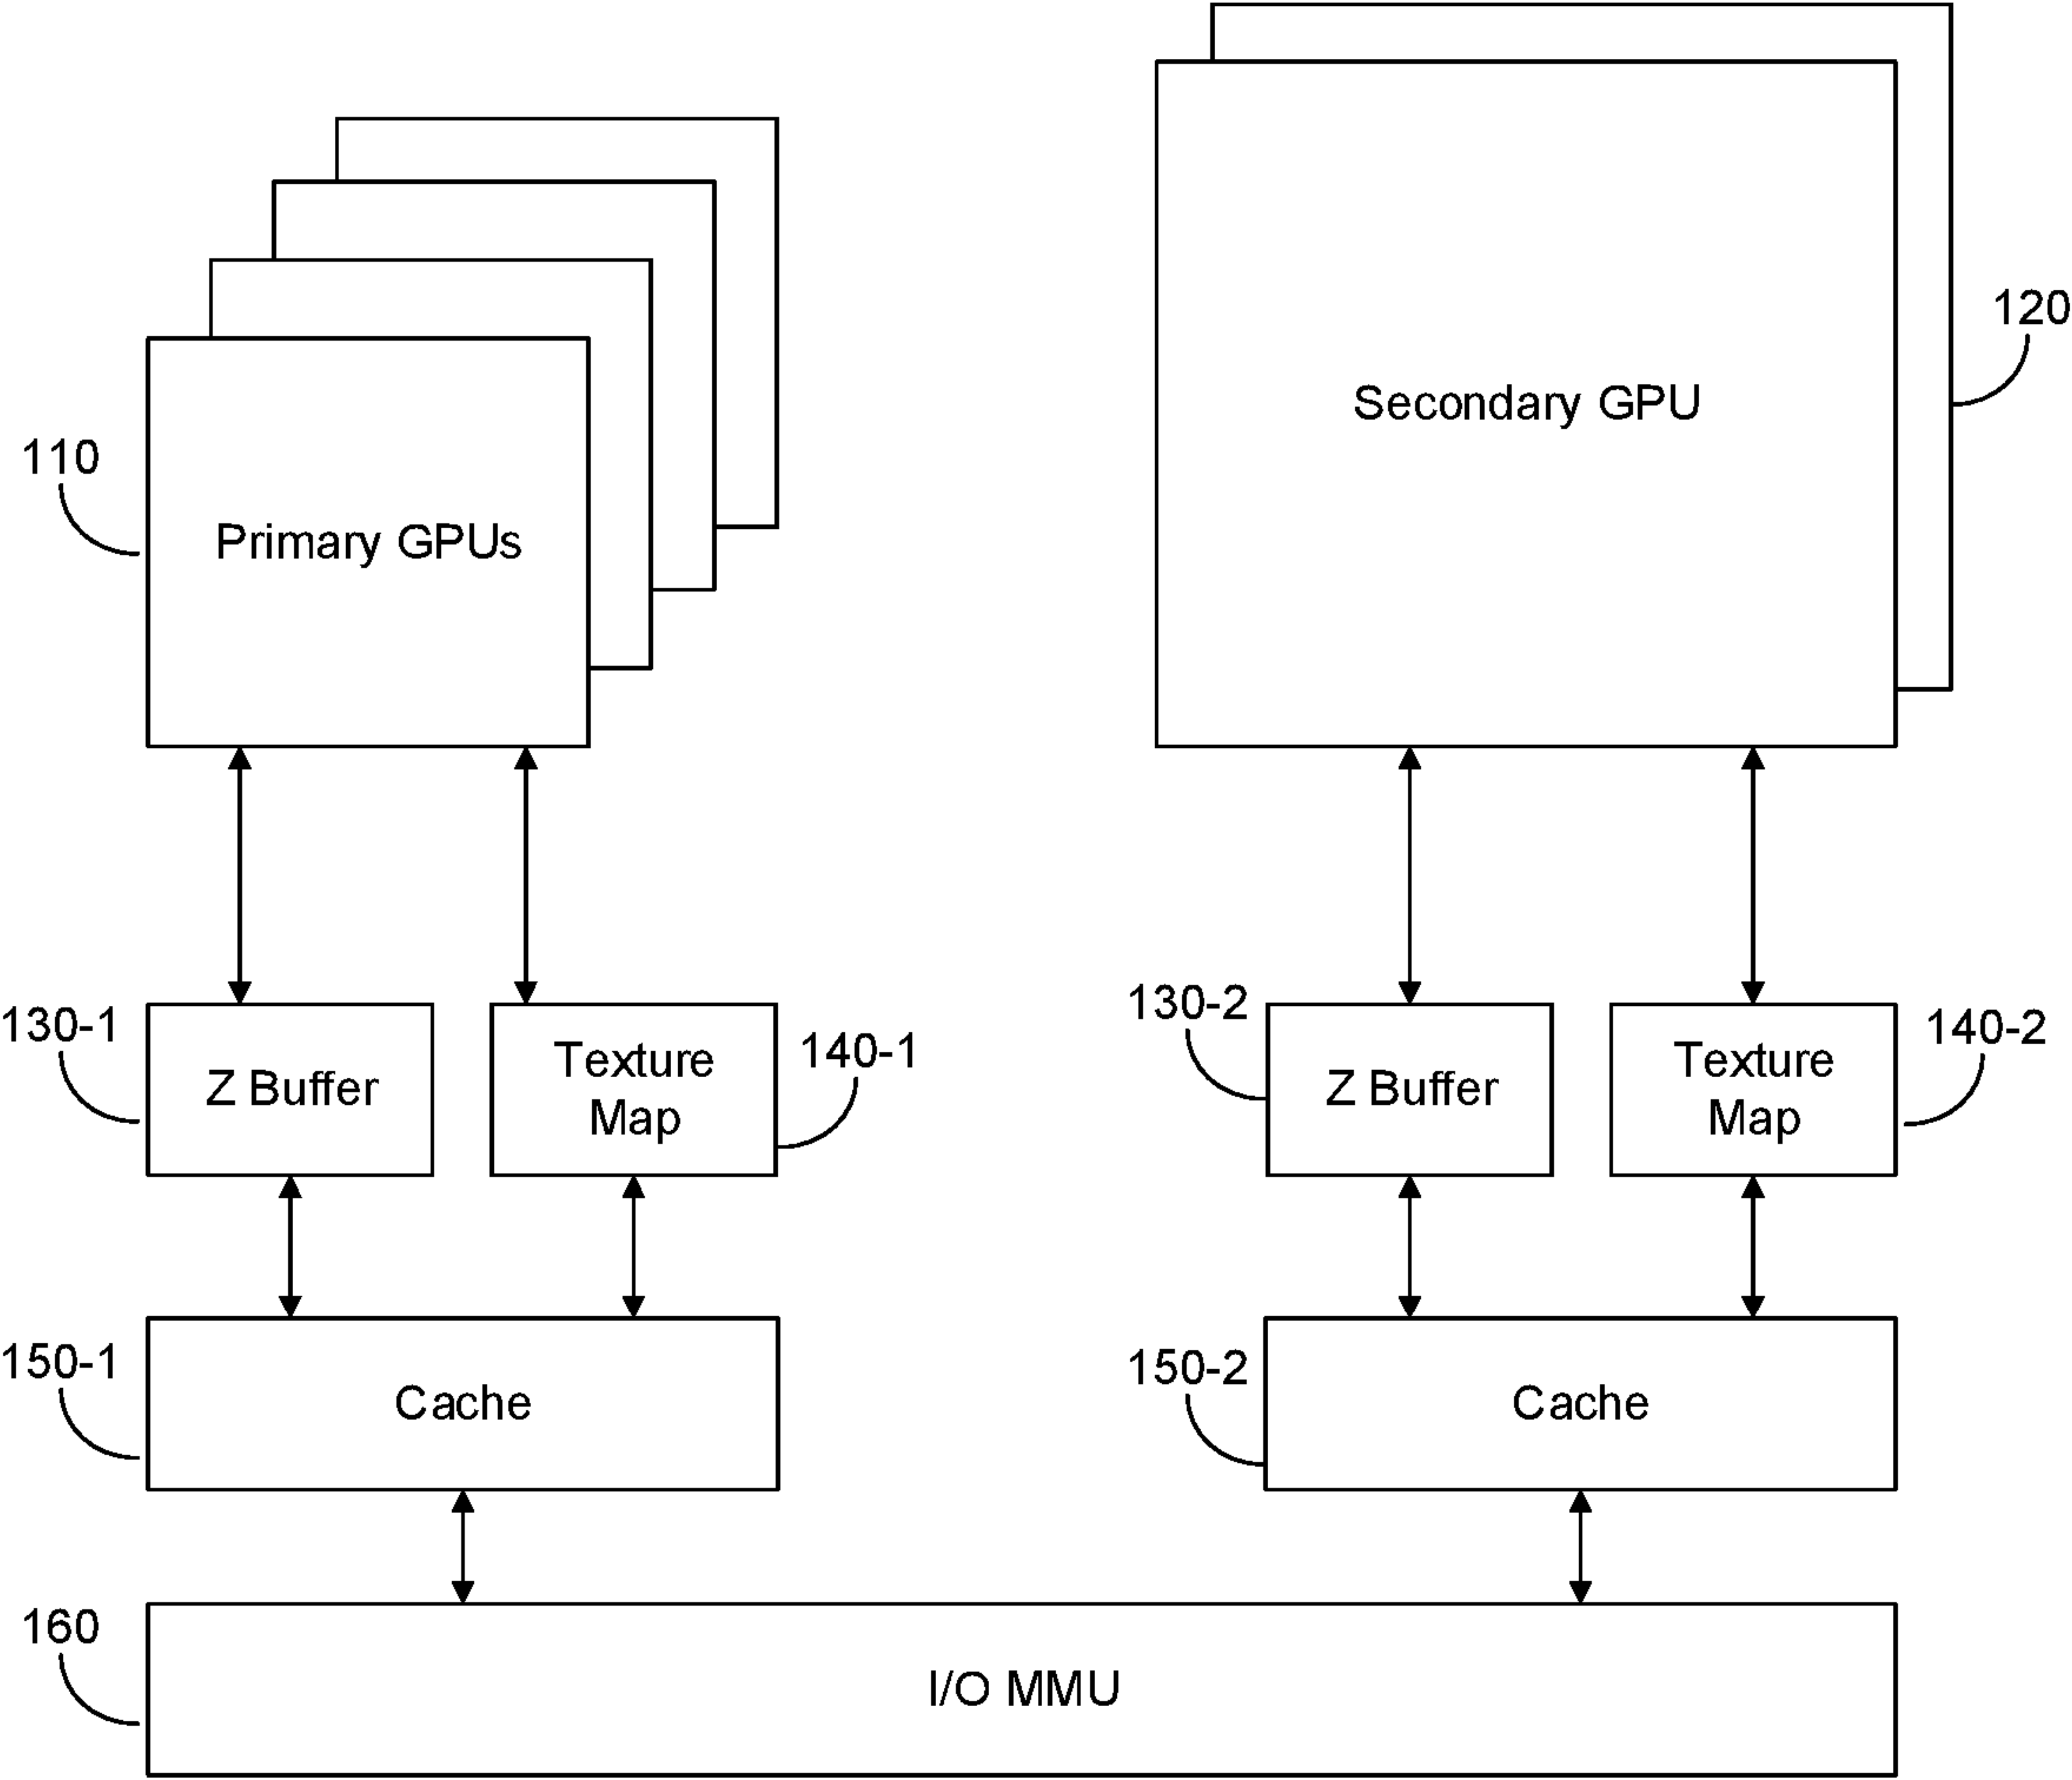 120
Secondary GPU
110
Primary GPUs
130-1
Z Buffer
Texture
Map
140-1
130-2
Z Buffer
Texture
Map
140-2
150-1
Cache
150-2
Cache
160
I/O MMU